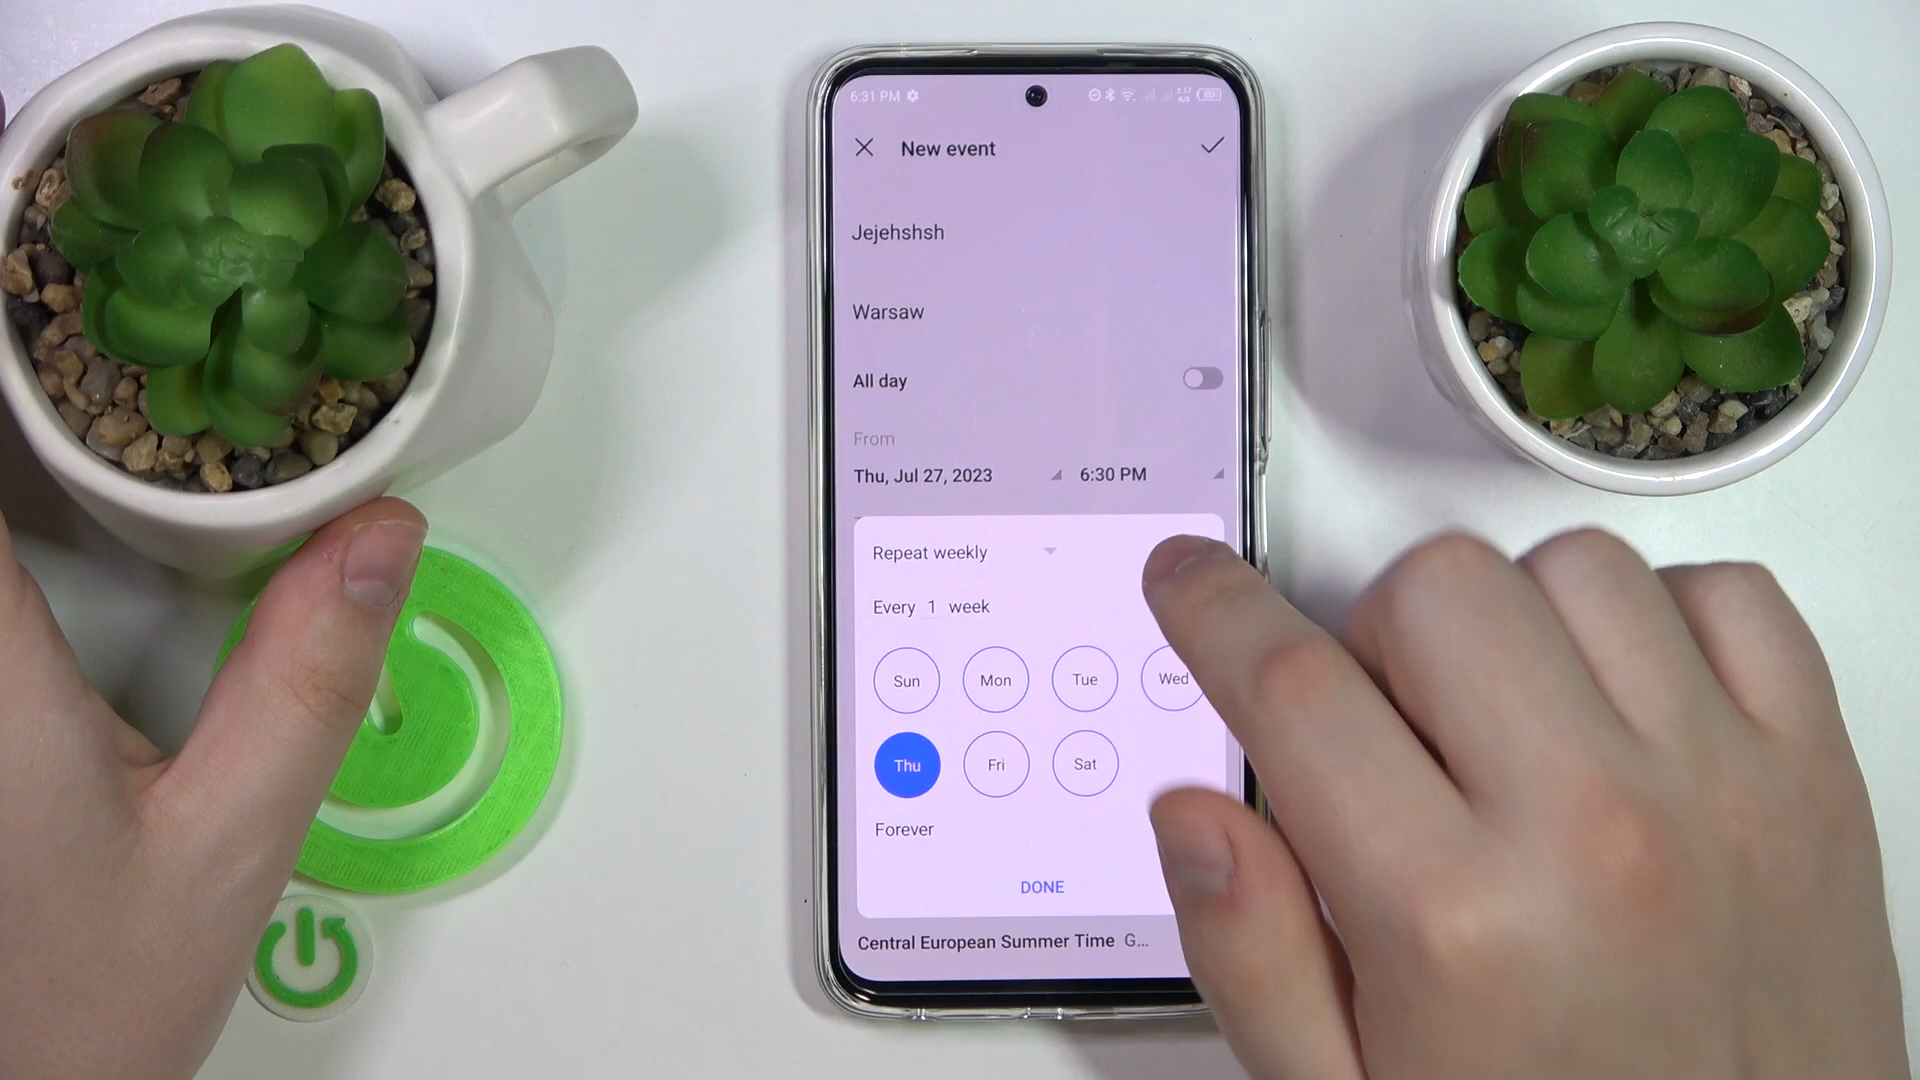 6:31 PM
New event
Jejehshsh
Warsaw
All day
From
Thu, Jul 27, 2023 6:30 PM
Repeat weekly
Every 1 week
Sun Mon Tue Wed
Thu Fri Sat
Forever
DONE
Central European Summer Time G...